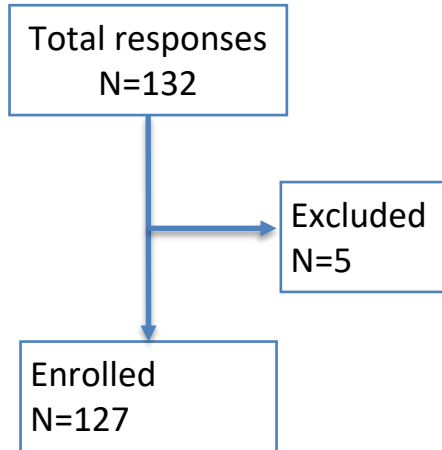 Total responses
N=132
Excluded
N=5
Enrolled
N=127